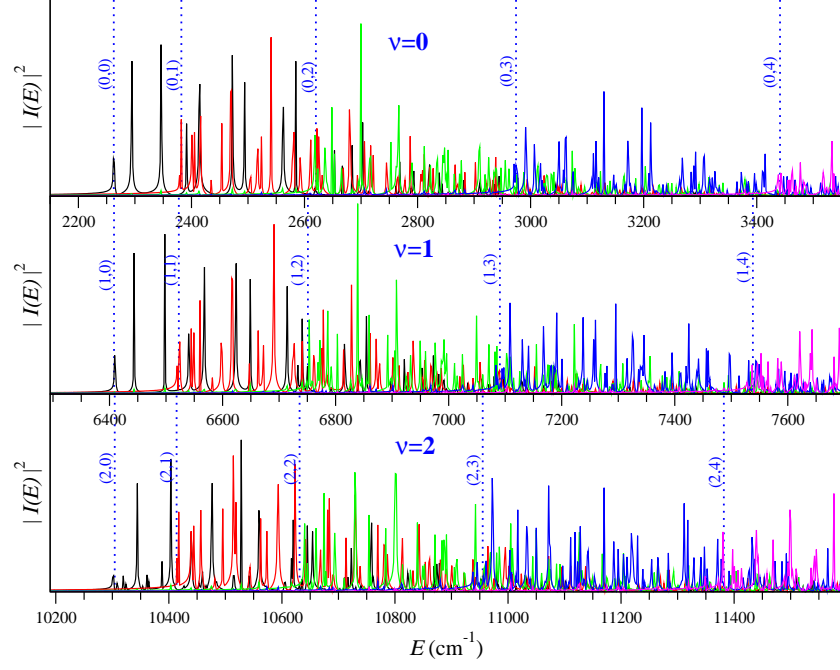 ν=0
(0,0) (0,1) (0,2) (0,3) (0,4)
| I(E) |²
2200 2400 2600 2800 3000 3200 3400
ν=1
(1,0) (1,1) (1,2) (1,3) (1,4)
| I(E) |²
6400 6600 6800 7000 7200 7400 7600
ν=2
(2,0) (2,1) (2,2) (2,3) (2,4)
| I(E) |²
10200 10400 10600 10800 11000 11200 11400
E (cm⁻¹)